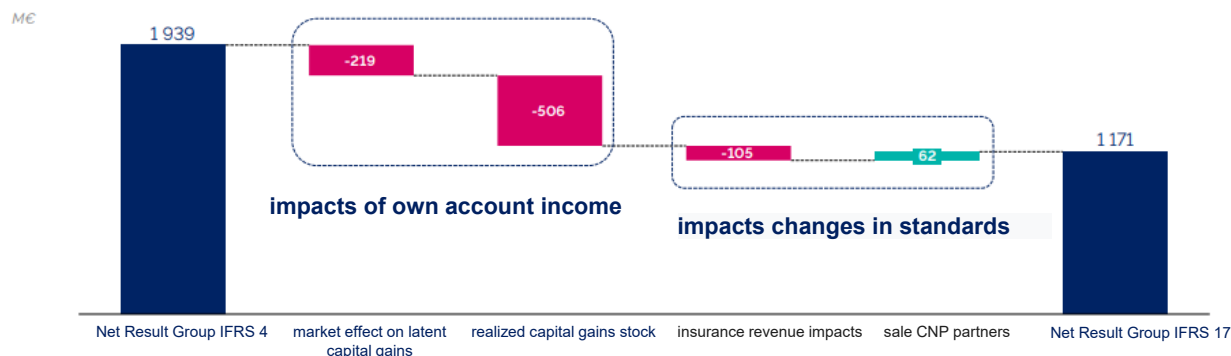 M€
1 939
-219
-506
-105
62
1 171
impacts of own account income
impacts changes in standards
Net Result Group IFRS 4
market effect on latent
capital gains
realized capital gains stock
insurance revenue impacts
sale CNP partners
Net Result Group IFRS 17